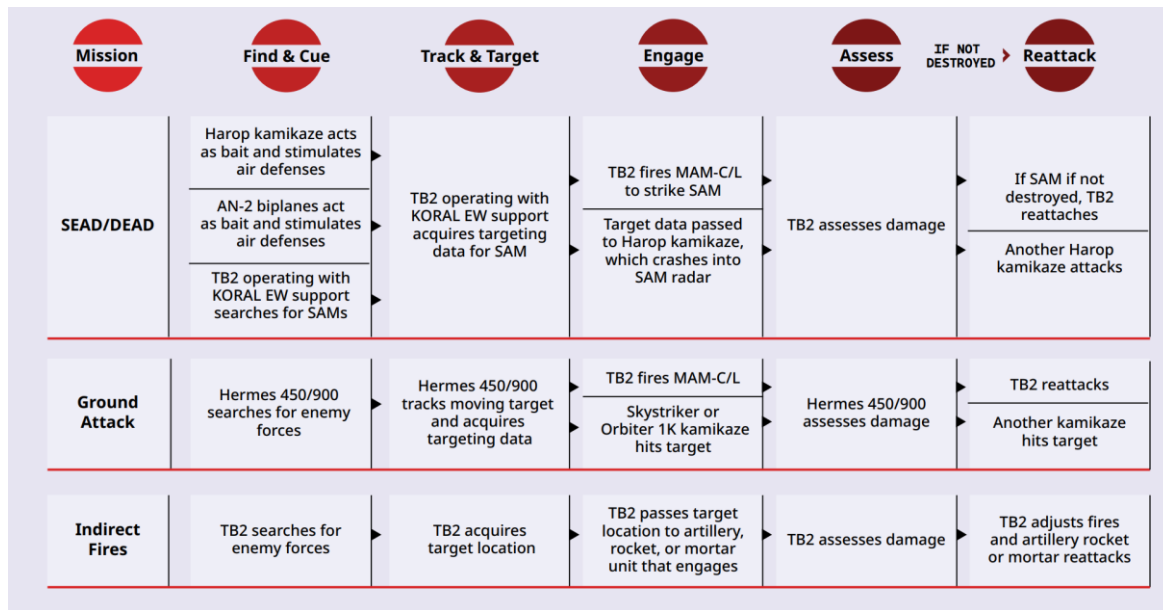 Mission
Find & Cue
Track & Target
Engage
Assess
IF NOT
DESTROYED
Reattack
SEAD/DEAD
Harop kamikaze acts
as bait and stimulates
air defenses
AN-2 biplanes act
as bait and stimulates
air defenses
TB2 operating with
KORAL EW support
searches for SAMs
TB2 operating with
KORAL EW support
acquires targeting
data for SAM
TB2 fires MAM-C/L
to strike SAM
Target data passed
to Harop kamikaze,
which crashes into
SAM radar
TB2 assesses damage
If SAM if not
destroyed, TB2
reattaches
Another Harop
kamikaze attacks
Ground
Attack
Hermes 450/900
searches for enemy
forces
Hermes 450/900
tracks moving target
and acquires
targeting data
TB2 fires MAM-C/L
Skystriker or
Orbiter 1K kamikaze
hits target
Hermes 450/900
assesses damage
TB2 reattacks
Another kamikaze
hits target
Indirect
Fires
TB2 searches for
enemy forces
TB2 acquires
target location
TB2 passes target
location to artillery,
rocket, or mortar
unit that engages
TB2 assesses damage
TB2 adjusts fires
and artillery rocket
or mortar reattacks